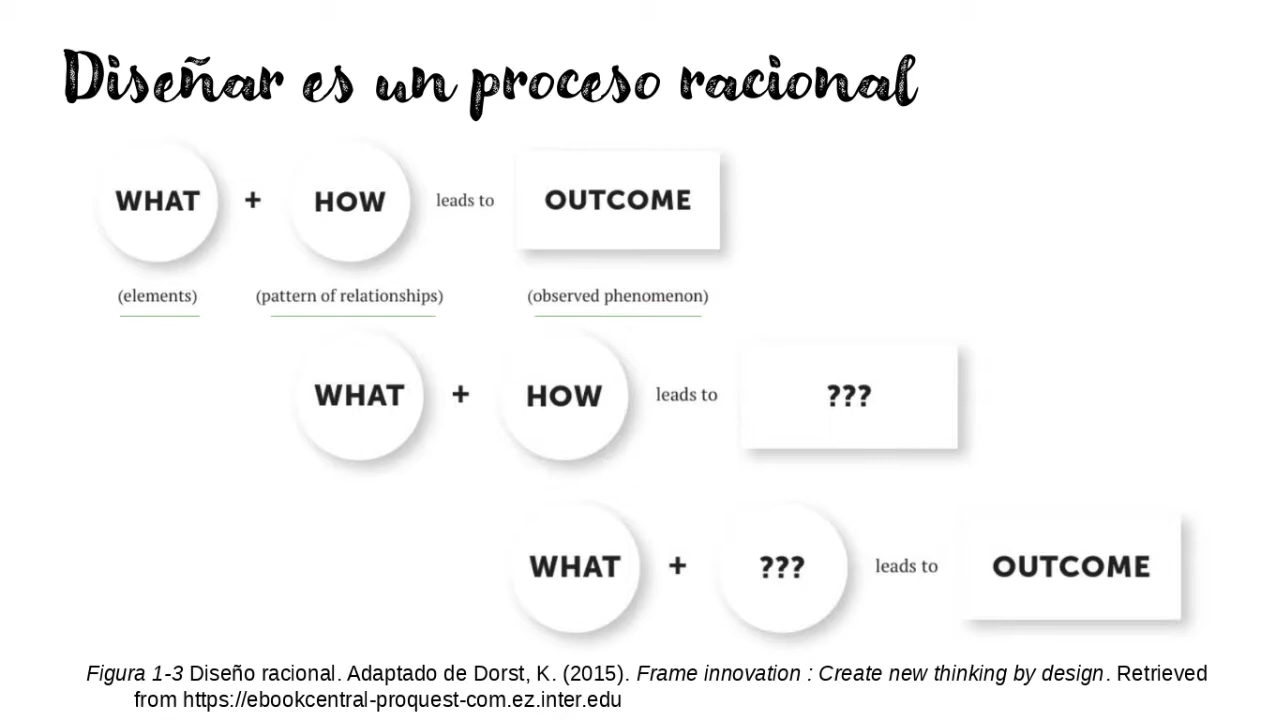 Diseñar es un proceso racional
WHAT + HOW leads to OUTCOME
(elements) (pattern of relationships) (observed phenomenon)
WHAT + HOW leads to ???
WHAT + ??? leads to OUTCOME
Figura 1-3 Diseño racional. Adaptado de Dorst, K. (2015). Frame innovation : Create new thinking by design. Retrieved
from https://ebookcentral-proquest-com.ez.inter.edu